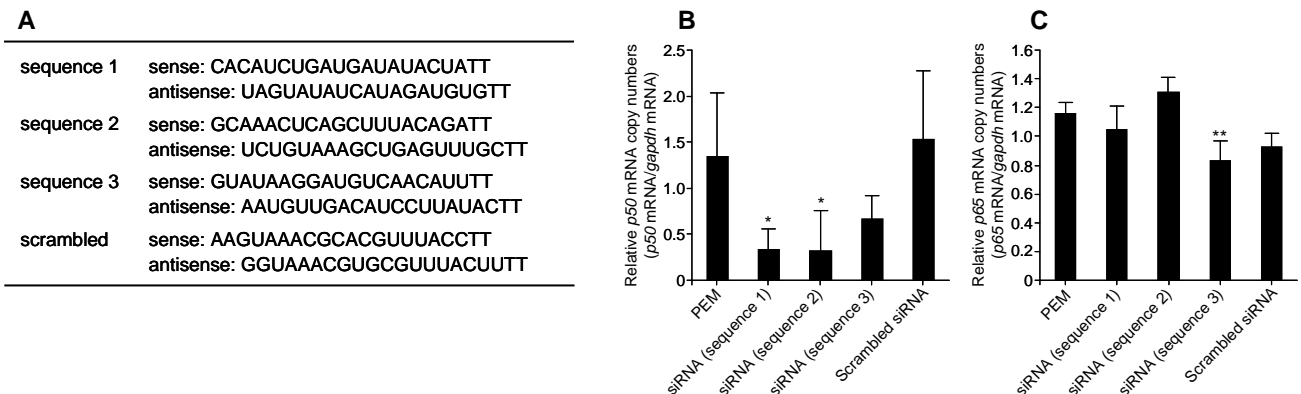 A
sequence 1 sense: CACAUCUGAUGAUAUACUATT
antisense: UAGUAUAUCAUAGAUGUGTT
sequence 2 sense: GCAAACUCAGCUUUACAGATT
antisense: UCUGUAAAGCUGAGUUUGCTT
sequence 3 sense: GUAUAAGGAUGUCAACAUUTT
antisense: AAUGUUGACAUCCUUAUACTT
scrambled sense: AAGUAAACGCACGUUUACCTT
antisense: GGUAAACGUGCGUUUACUUTT
B
Relative p50 mRNA copy numbers
(p50 mRNA/gapdh mRNA)
2.5
2.0
1.5
1.0
0.5
0
*
*
PEM
siRNA (sequence 1)
siRNA (sequence 2)
siRNA (sequence 3)
Scrambled siRNA
C
Relative p65 mRNA copy numbers
(p65 mRNA/gapdh mRNA)
1.6
1.4
1.2
1.0
0.8
0.6
0.4
0.2
0
**
PEM
siRNA (sequence 1)
siRNA (sequence 2)
siRNA (sequence 3)
Scrambled siRNA